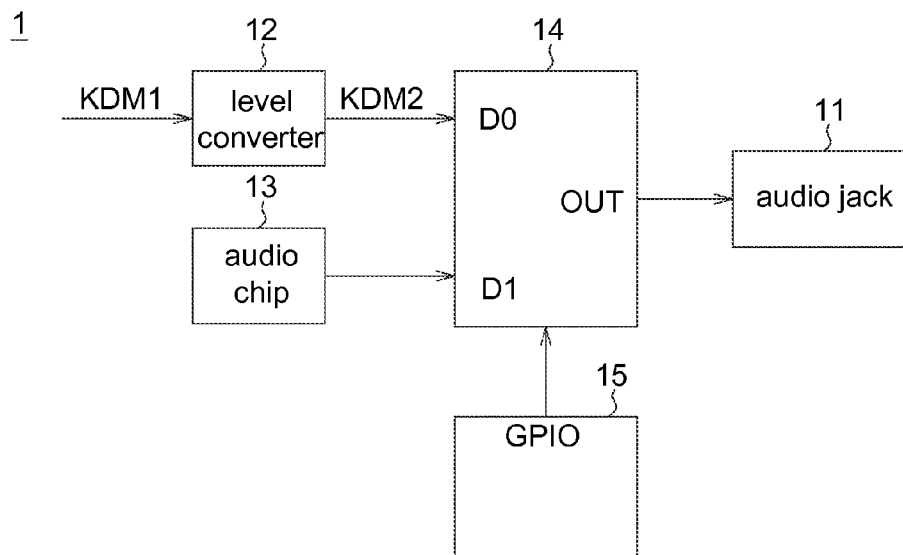 1
12
14
KDM1
level
converter
KDM2
D0
11
13
OUT
audio jack
audio
chip
D1
15
GPIO